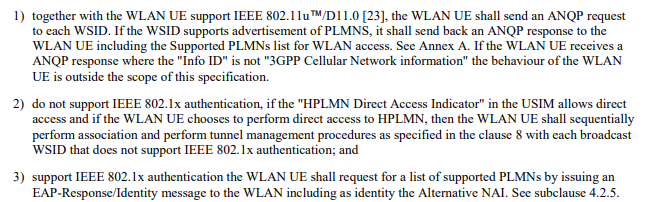 1) together with the WLAN UE support IEEE 802.11u™/D11.0 [23], the WLAN UE shall send an ANQP request
to each WSID. If the WSID supports advertisement of PLMNS, it shall send back an ANQP response to the
WLAN UE including the Supported PLMNs list for WLAN access. See Annex A. If the WLAN UE receives a
ANQP response where the "Info ID" is not "3GPP Cellular Network information" the behaviour of the WLAN
UE is outside the scope of this specification.
2) do not support IEEE 802.1x authentication, if the "HPLMN Direct Access Indicator" in the USIM allows direct
access and if the WLAN UE chooses to perform direct access to HPLMN, then the WLAN UE shall sequentially
perform association and perform tunnel management procedures as specified in the clause 8 with each broadcast
WSID that does not support IEEE 802.1x authentication; and
3) support IEEE 802.1x authentication the WLAN UE shall request for a list of supported PLMNs by issuing an
EAP-Response/Identity message to the WLAN including as identity the Alternative NAI. See subclause 4.2.5.